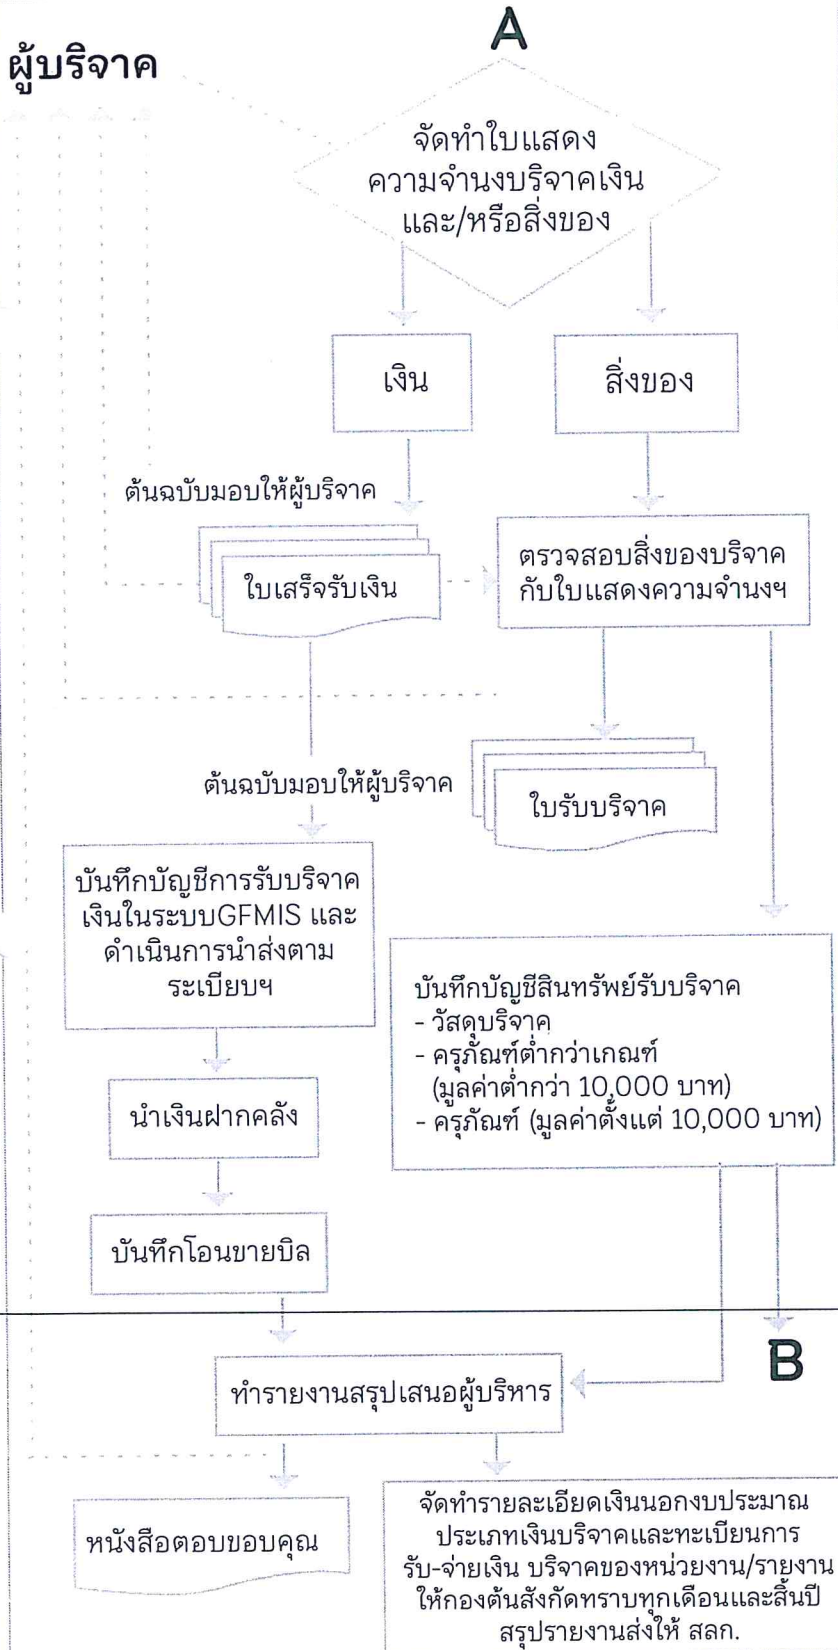 A
ผู้บริจาค
จัดทำใบแสดง
ความจำนงบริจาคเงิน
และ/หรือสิ่งของ
เงิน
สิ่งของ
ต้นฉบับมอบให้ผู้บริจาค
ใบเสร็จรับเงิน
ตรวจสอบสิ่งของบริจาค
กับใบแสดงความจำนงฯ
ต้นฉบับมอบให้ผู้บริจาค
ใบรับบริจาค
บันทึกบัญชีการรับบริจาค
เงินในระบบGFMIS และ
ดำเนินการนำส่งตาม
ระเบียบฯ
บันทึกบัญชีสินทรัพย์รับบริจาค
- วัสดุบริจาค
- ครุภัณฑ์ต่ำกว่าเกณฑ์
(มูลค่าต่ำกว่า 10,000 บาท)
- ครุภัณฑ์ (มูลค่าตั้งแต่ 10,000 บาท)
นำเงินฝากคลัง
บันทึกโอนขายบิล
B
ทำรายงานสรุปเสนอผู้บริหาร
หนังสือตอบขอบคุณ
จัดทำรายละเอียดเงินนอกงบประมาณ
ประเภทเงินบริจาคและทะเบียนการ
รับ-จ่ายเงิน บริจาคของหน่วยงาน/รายงาน
ให้กองต้นสังกัดทราบทุกเดือนและสิ้นปี
สรุปรายงานส่งให้ สลก.